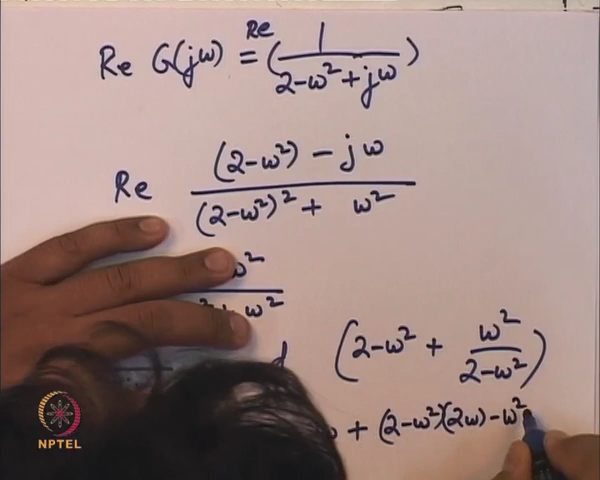 Re G(jω) = Re ( 1 / (2-ω² + jω) )
Re ((2-ω²) - jω) / ((2-ω²)² + ω²)
ω² / ² + ω²
d (2-ω² + ω² / (2-ω²))
+ (2-ω²)(2ω) - ω²
NPTEL